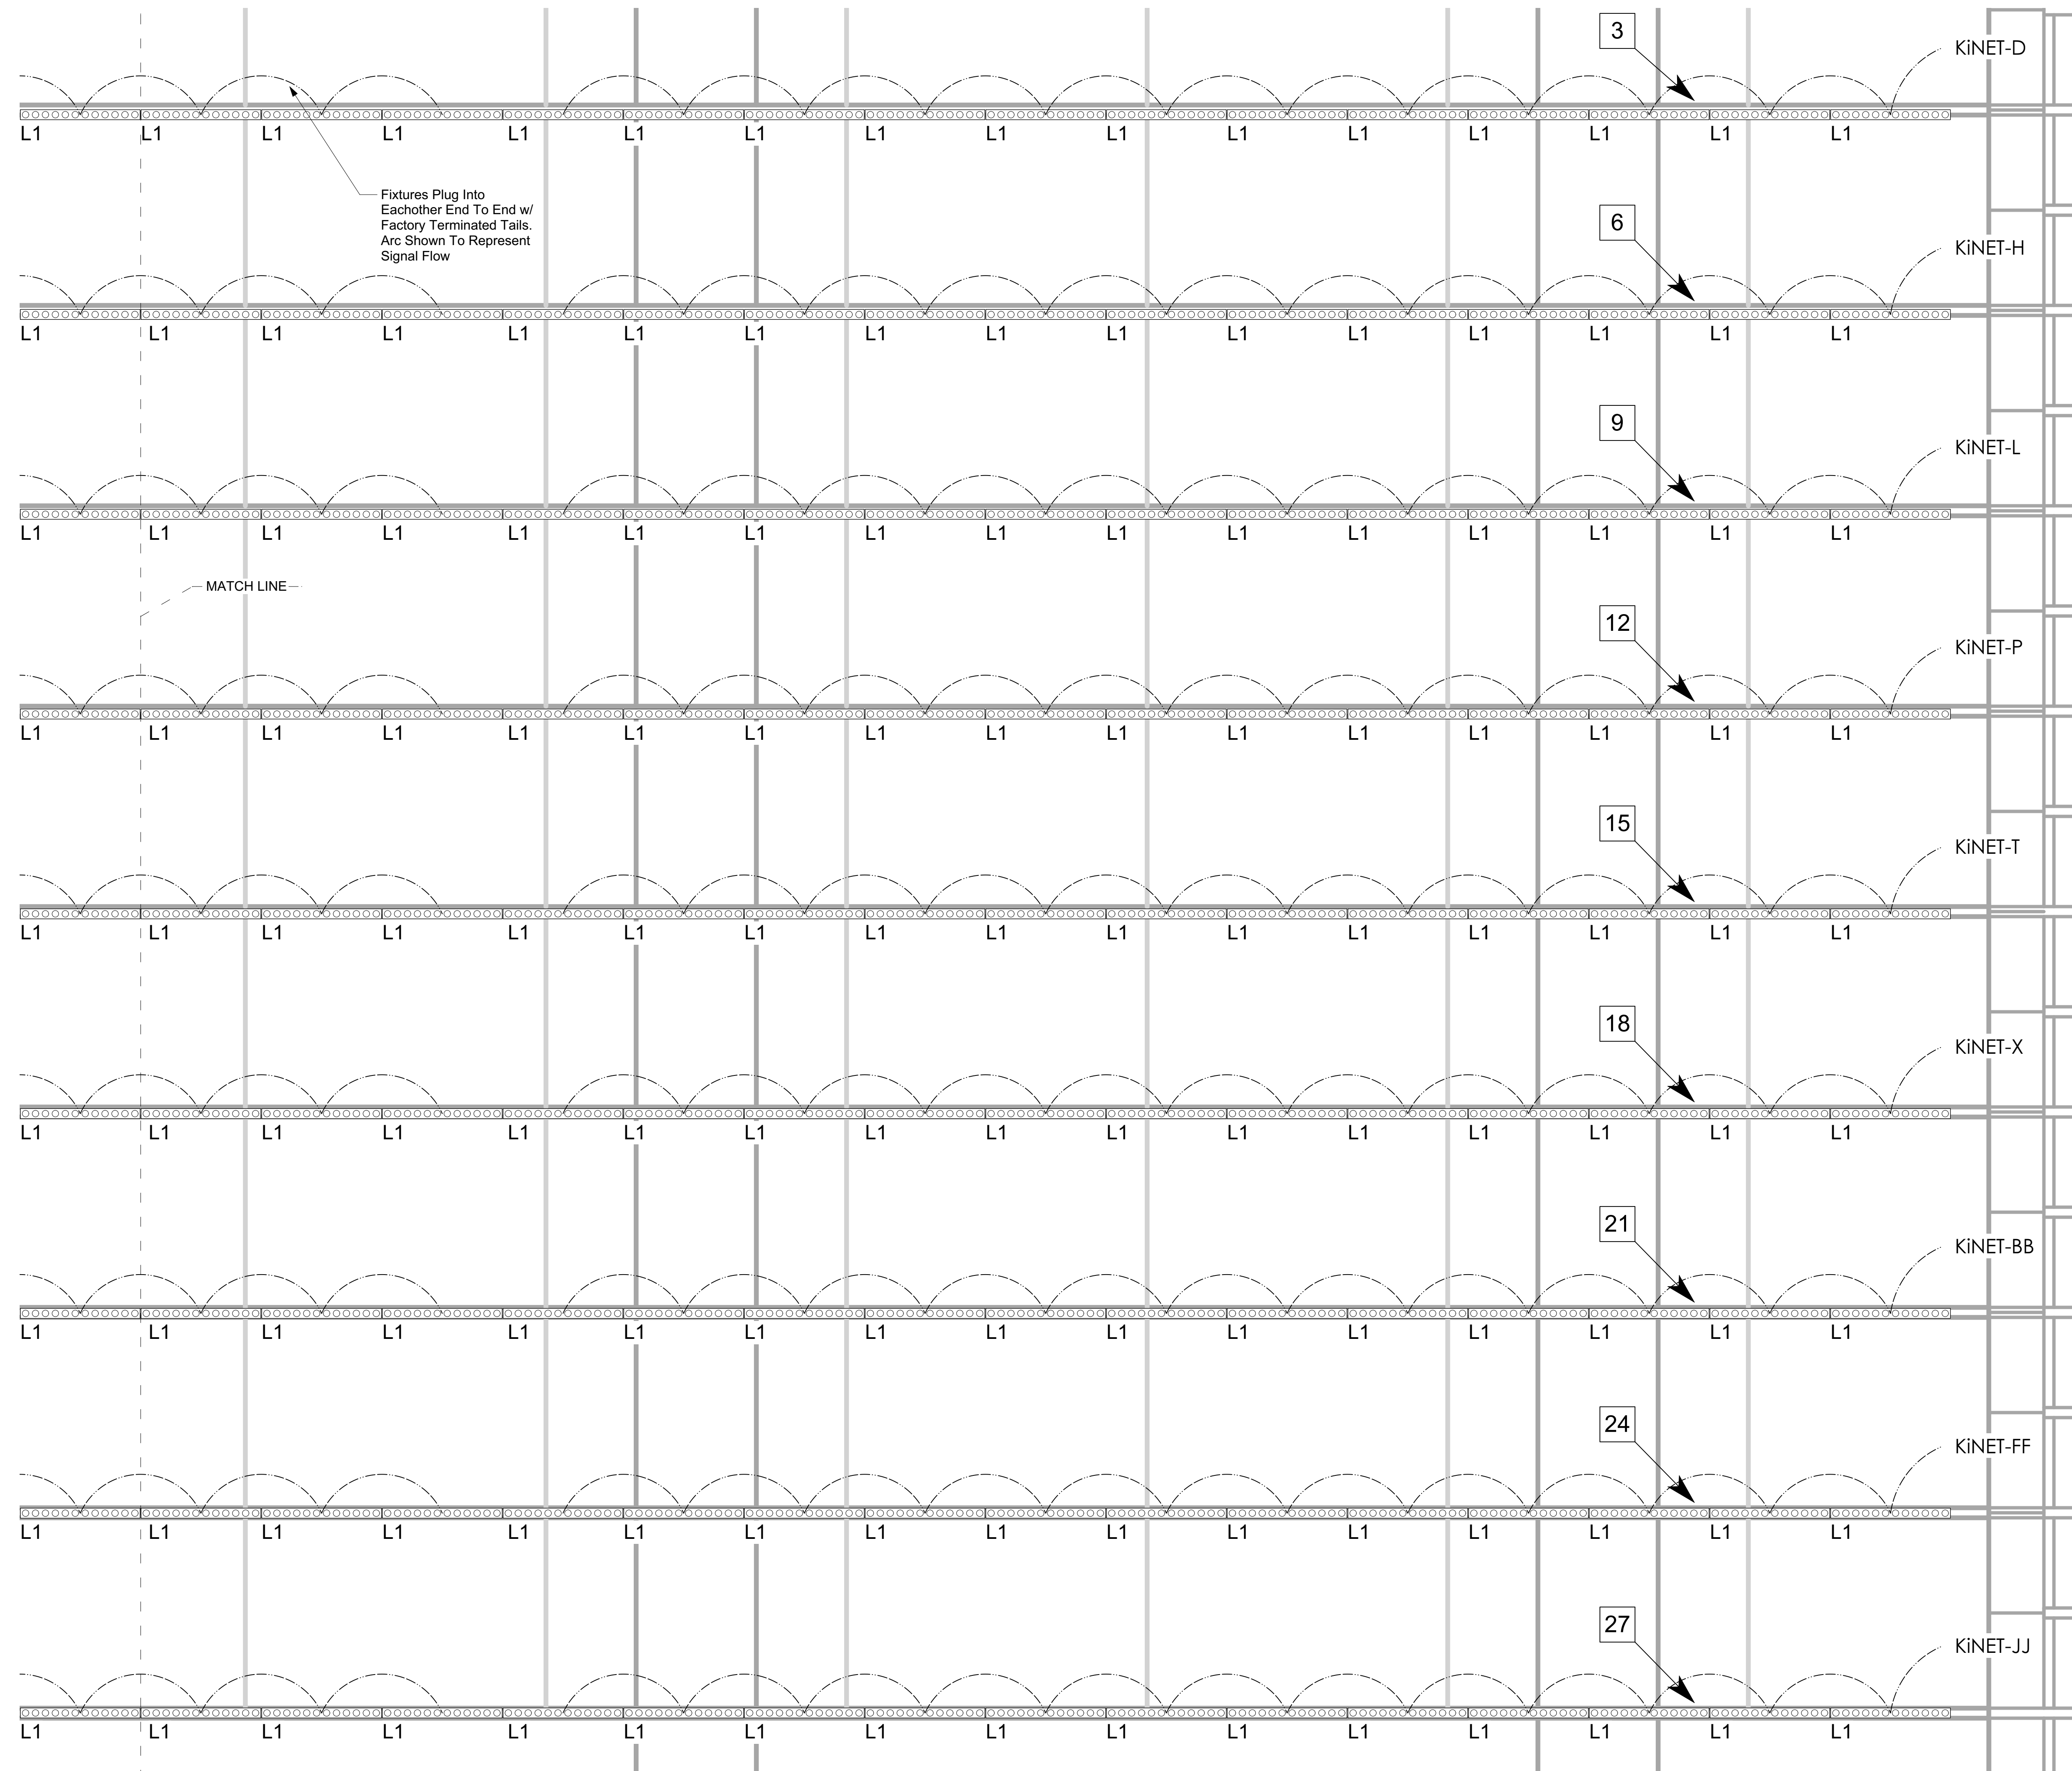 3
KiNET-D
L1 L1 L1 L1 L1 L1 L1 L1 L1 L1 L1 L1 L1 L1 L1 L1
Fixtures Plug Into
Eachother End To End w/
Factory Terminated Tails.
Arc Shown To Represent
Signal Flow
6
KiNET-H
L1 L1 L1 L1 L1 L1 L1 L1 L1 L1 L1 L1 L1 L1 L1 L1
9
KiNET-L
L1 L1 L1 L1 L1 L1 L1 L1 L1 L1 L1 L1 L1 L1 L1 L1
MATCH LINE
12
KiNET-P
L1 L1 L1 L1 L1 L1 L1 L1 L1 L1 L1 L1 L1 L1 L1 L1
15
KiNET-T
L1 L1 L1 L1 L1 L1 L1 L1 L1 L1 L1 L1 L1 L1 L1 L1
18
KiNET-X
L1 L1 L1 L1 L1 L1 L1 L1 L1 L1 L1 L1 L1 L1 L1 L1
21
KiNET-BB
L1 L1 L1 L1 L1 L1 L1 L1 L1 L1 L1 L1 L1 L1 L1 L1
24
KiNET-FF
L1 L1 L1 L1 L1 L1 L1 L1 L1 L1 L1 L1 L1 L1 L1 L1
27
KiNET-JJ
L1 L1 L1 L1 L1 L1 L1 L1 L1 L1 L1 L1 L1 L1 L1 L1